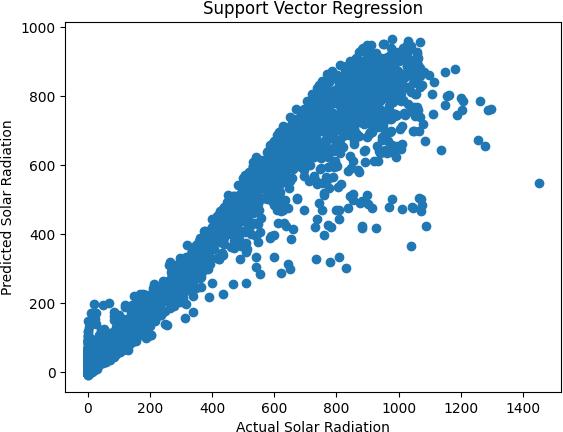 Support Vector Regression
1000
800
600
400
200
0
Predicted Solar Radiation
0 200 400 600 800 1000 1200 1400
Actual Solar Radiation